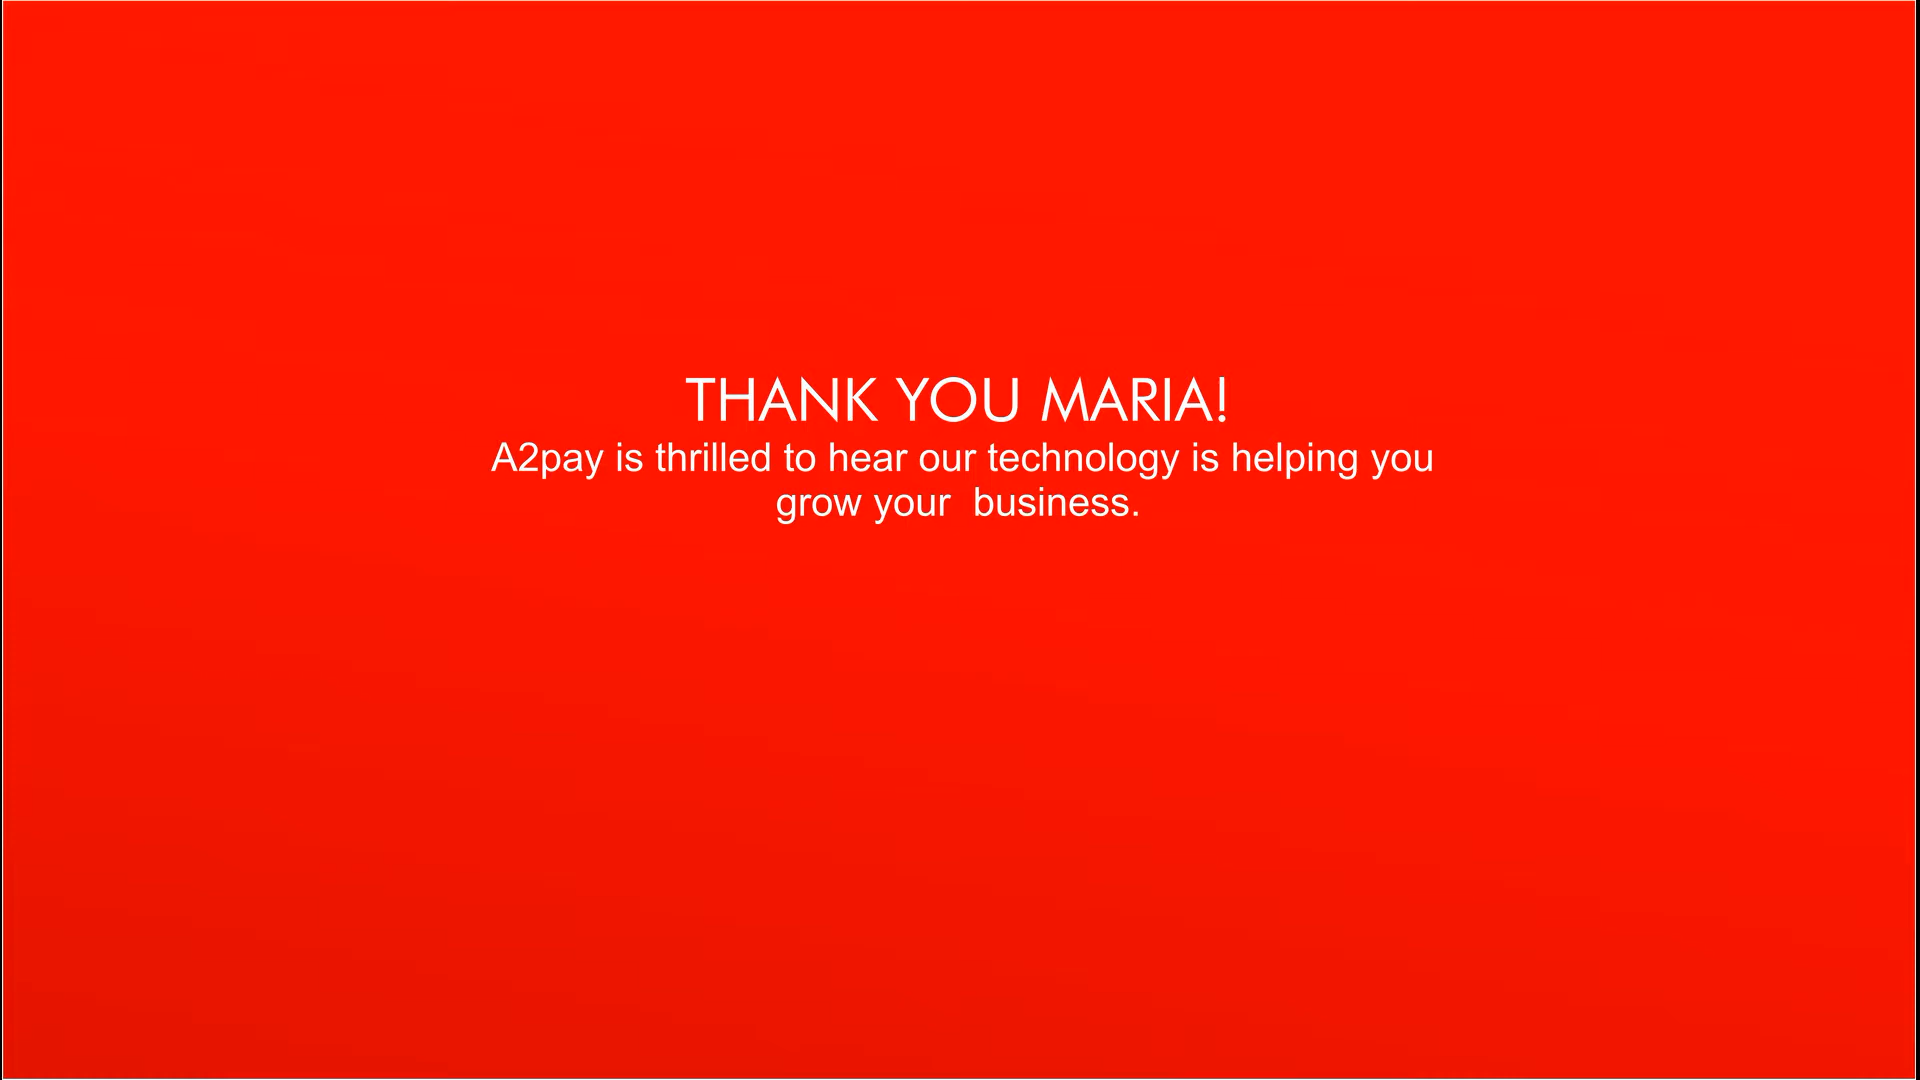 THANK YOU MARIA!
A2pay is thrilled to hear our technology is helping you
grow your  business.